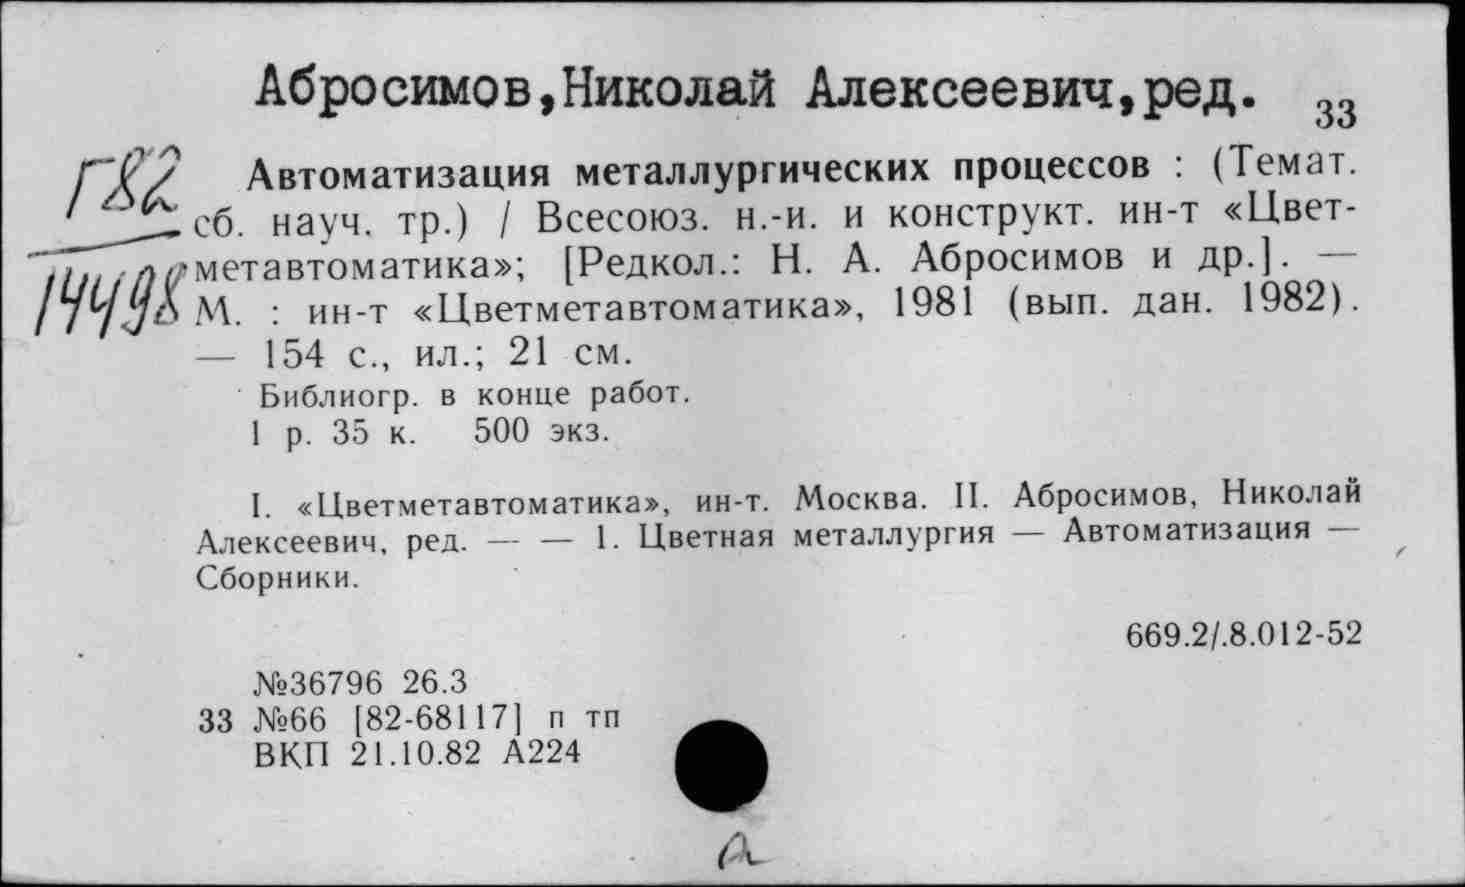 Абросимов,Николай Алексеевич,ред. 33
Г82
14498
Автоматизация металлургических процессов : (Темат.
сб. науч. тр.) / Всесоюз. н.-и. и конструкт. ин-т «Цвет-
метавтоматика»; [Редкол.: Н. А. Абросимов и др.]. —
М. : ин-т «Цветметавтоматика», 1981 (вып. дан. 1982).
— 154 с., ил.; 21 см.
Библиогр. в конце работ.
1 р. 35 к. 500 экз.
I. «Цветметавтоматика», ин-т. Москва. II. Абросимов, Николай
Алексеевич, ред. — — 1. Цветная металлургия — Автоматизация —
Сборники.
669.2/.8.012-52
№36796 26.3
33 №66 [82-68117] п тп
ВКП 21.10.82 А224